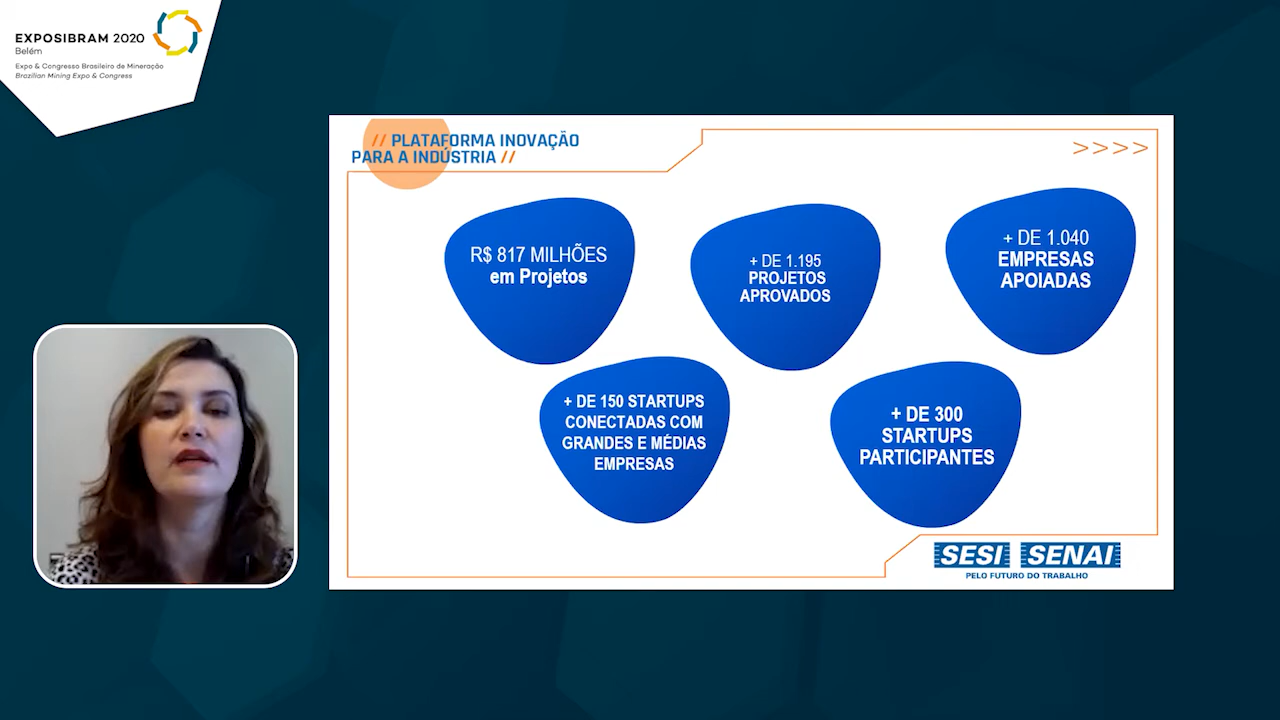 EXPOSIBRAM 2020
Belém
Expo & Congresso Brasileiro de Mineração
Brazilian Mining Expo & Congress
// PLATAFORMA INOVAÇÃO
PARA A INDÚSTRIA //
>>>>
R$ 817 MILHÕES
em Projetos
+ DE 1.195
PROJETOS
APROVADOS
+ DE 1.040
EMPRESAS
APOIADAS
+ DE 150 STARTUPS
CONECTADAS COM
GRANDES E MÉDIAS
EMPRESAS
+ DE 300
STARTUPS
PARTICIPANTES
SESI SENAI
PELO FUTURO DO TRABALHO